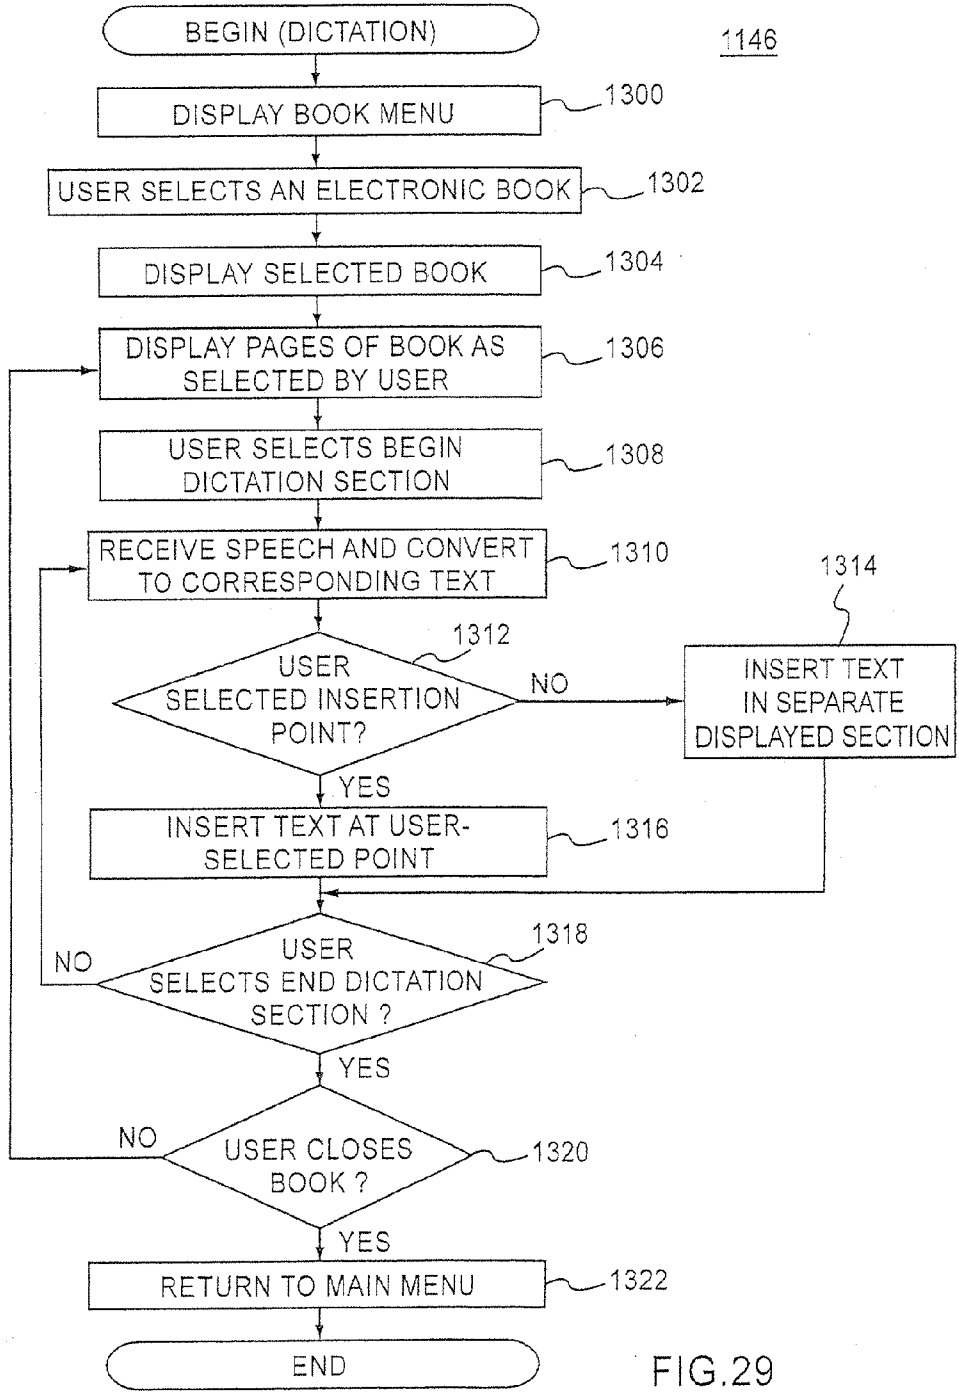 BEGIN (DICTATION)
1146
DISPLAY BOOK MENU
1300
USER SELECTS AN ELECTRONIC BOOK
1302
DISPLAY SELECTED BOOK
1304
DISPLAY PAGES OF BOOK AS
SELECTED BY USER
1306
USER SELECTS BEGIN
DICTATION SECTION
1308
RECEIVE SPEECH AND CONVERT
TO CORRESPONDING TEXT
1310
1312
USER
SELECTED INSERTION
POINT?
NO
1314
INSERT TEXT
IN SEPARATE
DISPLAYED SECTION
YES
INSERT TEXT AT USER-
SELECTED POINT
1316
1318
USER
SELECTS END DICTATION
SECTION ?
NO
YES
USER CLOSES
BOOK ?
1320
NO
YES
RETURN TO MAIN MENU
1322
END
FIG.29